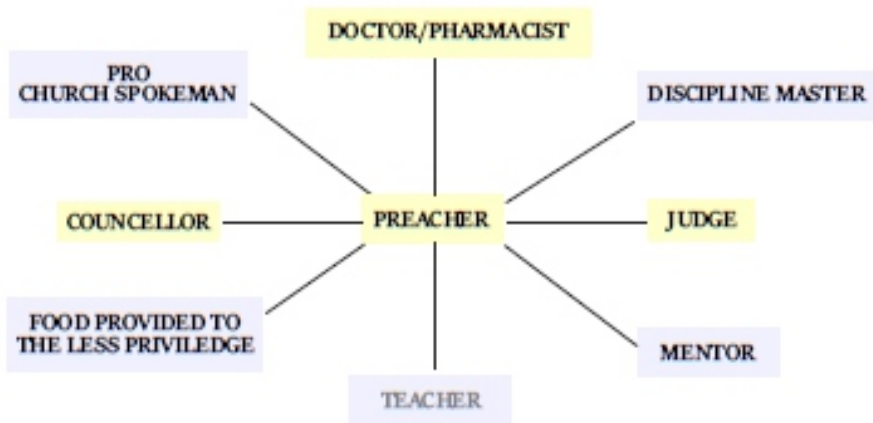 DOCTOR/PHARMACIST
PRO
CHURCH SPOKEMAN
DISCIPLINE MASTER
COUNCELLOR
PREACHER
JUDGE
FOOD PROVIDED TO
THE LESS PRIVILEDGE
MENTOR
TEACHER